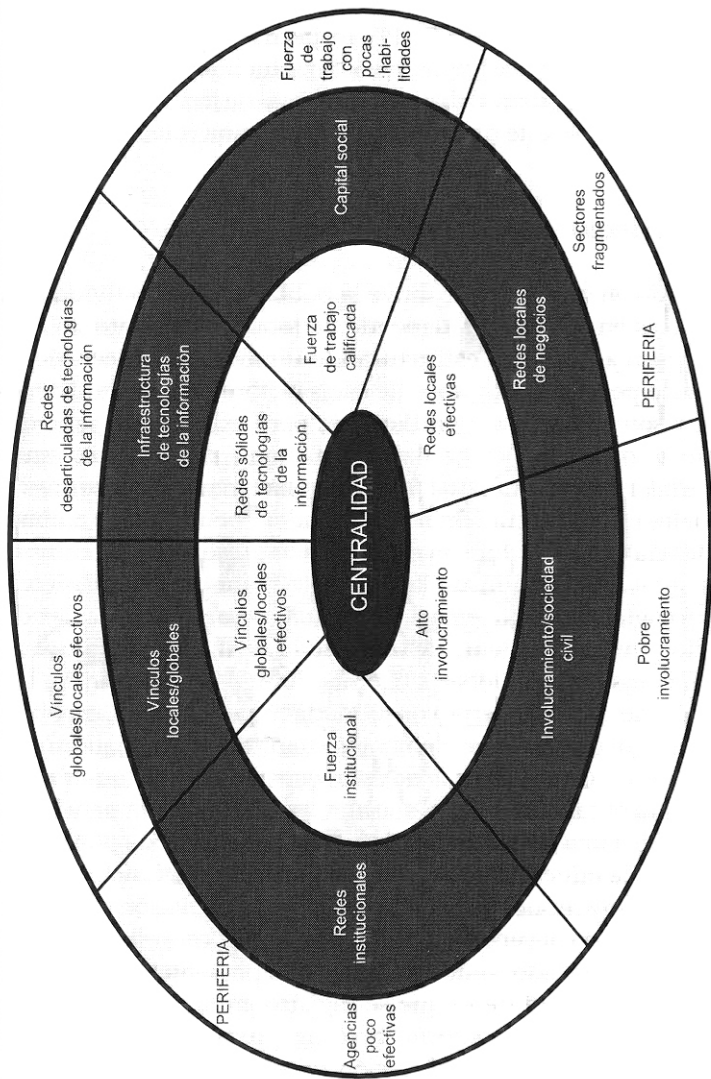 Vínculos
globales/locales efectivos
Redes
desarticuladas de tecnologías
de la información
Vínculos
locales/globales
Infraestructura
de tecnologías
de la información
Vínculos
globales/locales
efectivos
Redes sólidas
de tecnologías
de la
información
PERIFERIA
Agencias
poco
efectivas
Redes
institucionales
Fuerza
institucional
CENTRALIDAD
Fuerza
de trabajo
calificada
Capital social
Fuerza
de
trabajo
con
pocas
habi-
lidades
Alto
involucramiento
Redes locales
efectivas
Involucramiento/sociedad
civil
Redes locales
de negocios
Pobre
involucramiento
PERIFERIA
Sectores
fragmentados